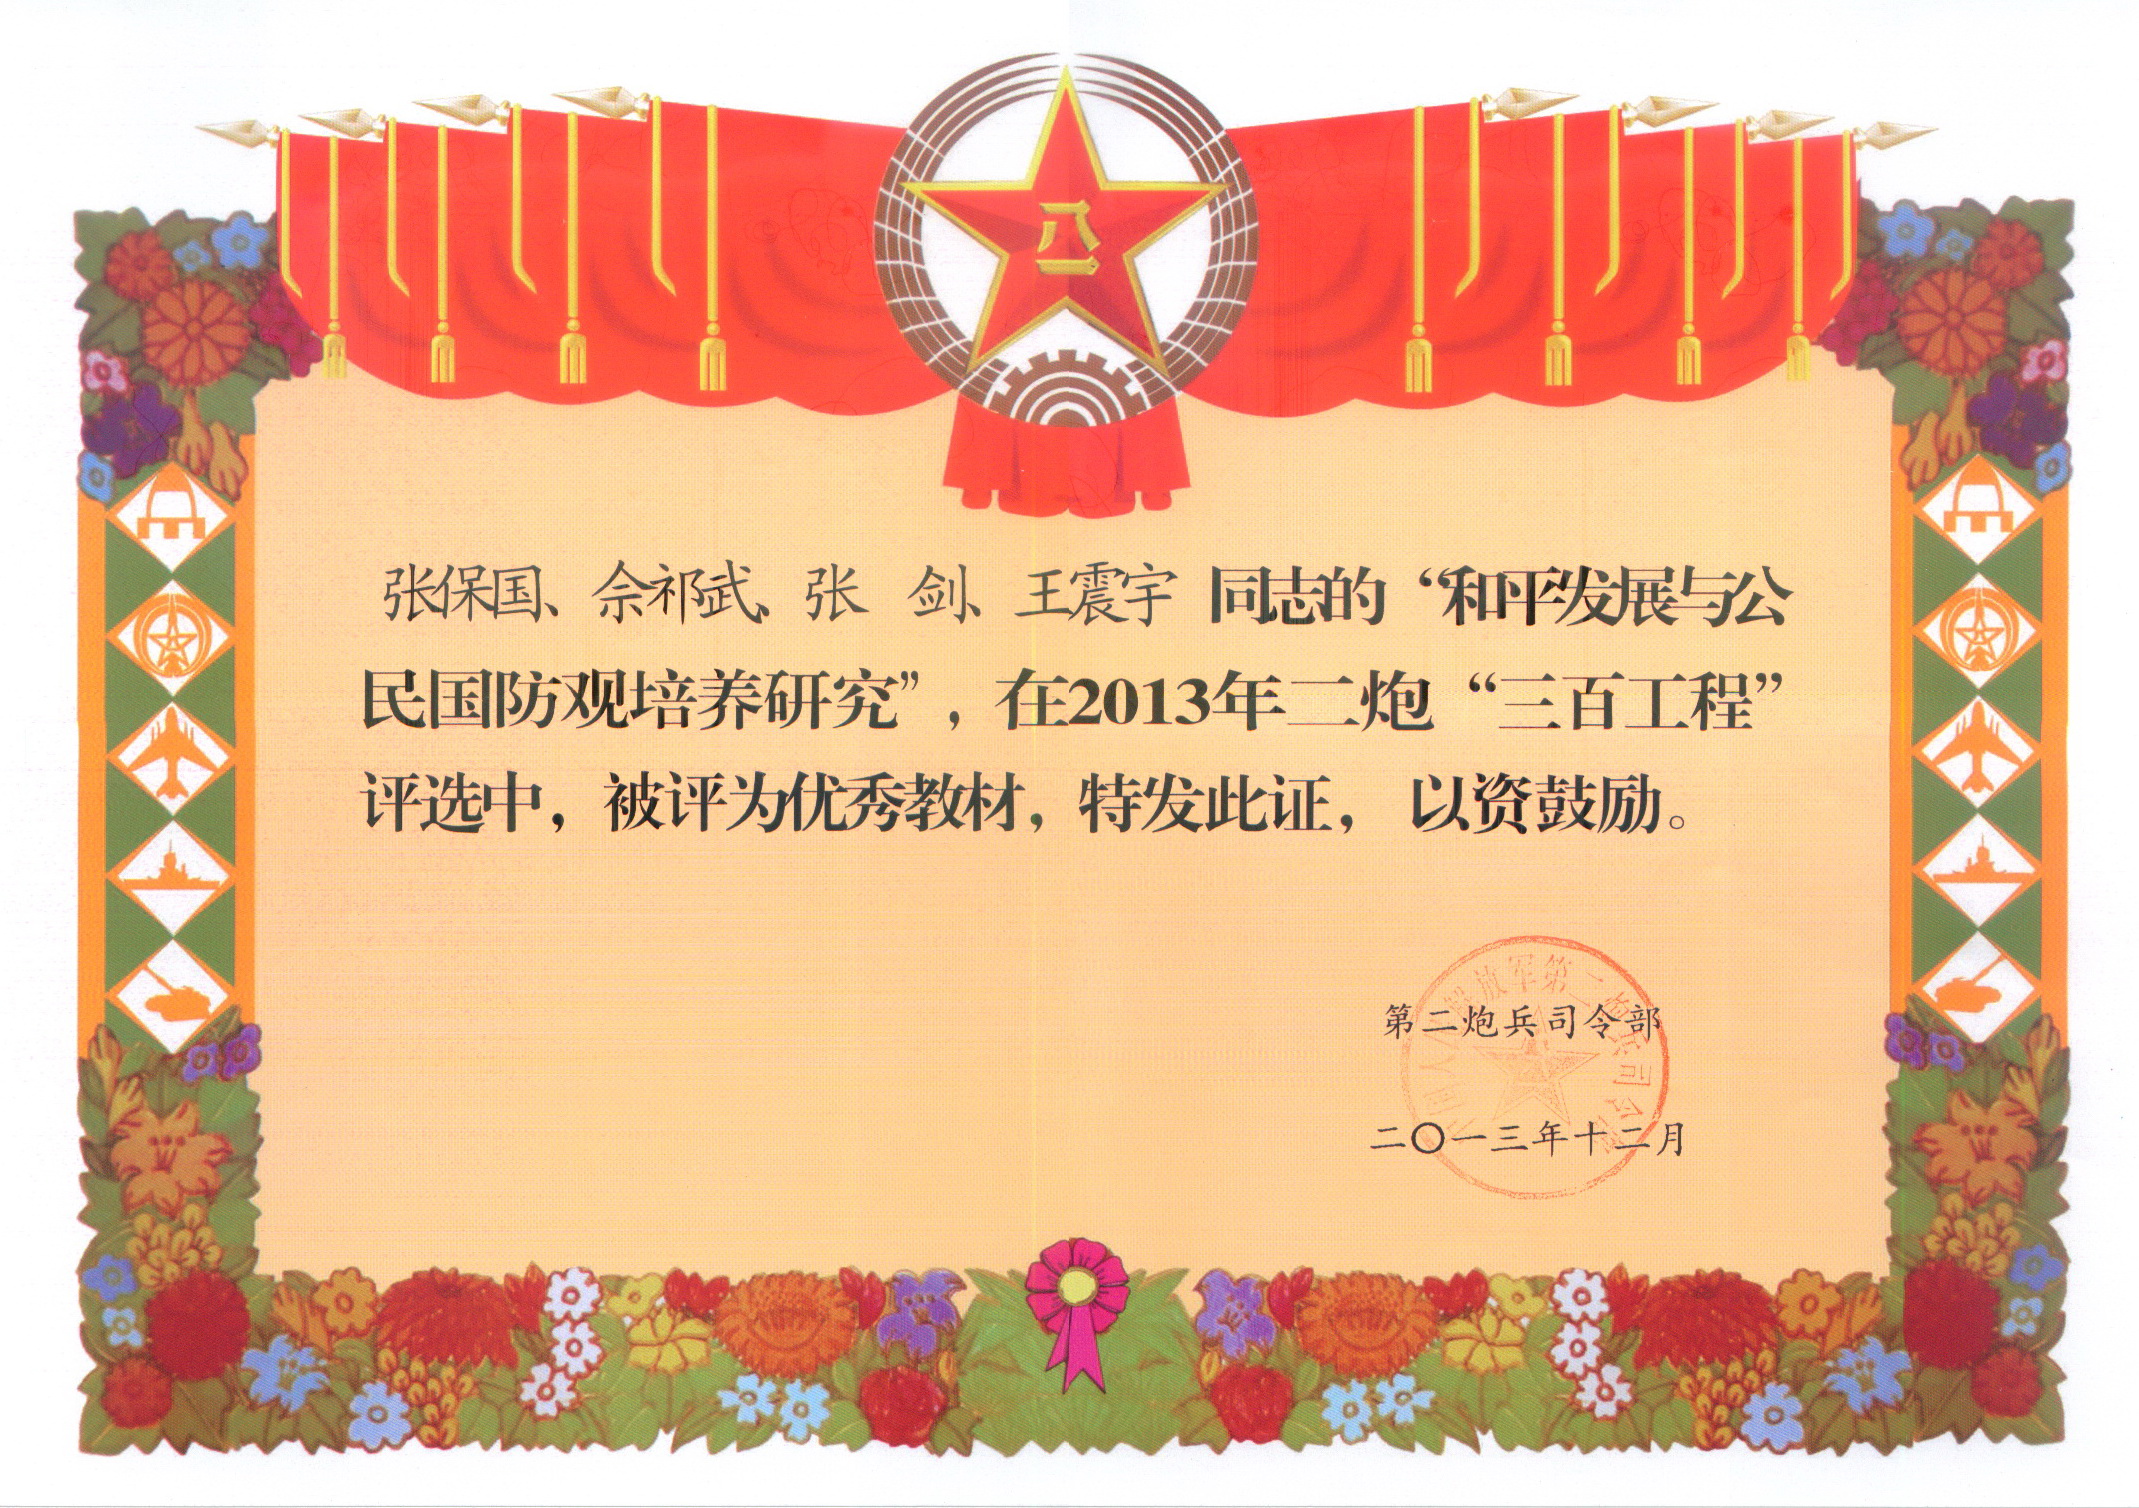 八一
张保国、佘祁武、张 剑、王震宇 同志的“和平发展与公
民国防观培养研究”，在2013年二炮“三百工程”
评选中，被评为优秀教材，特发此证， 以资鼓励。
第二炮兵司令部
二〇一三年十二月